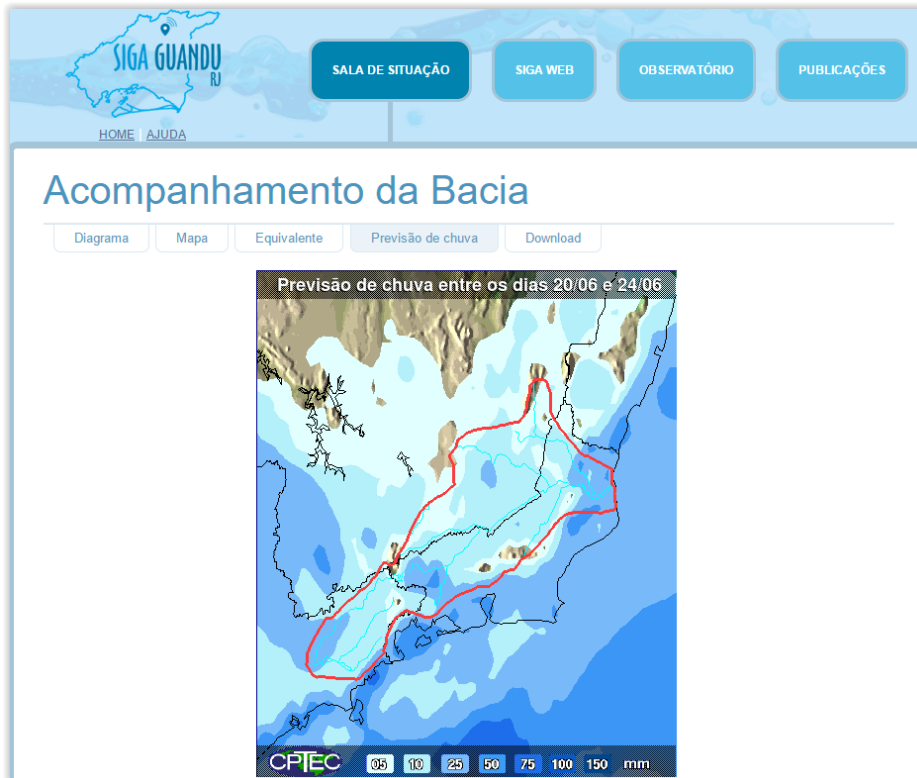 SIGA GUANDU
RJ
SALA DE SITUAÇÃO
SIGA WEB
OBSERVATÓRIO
PUBLICAÇÕES
HOME | AJUDA
Acompanhamento da Bacia
Diagrama
Mapa
Equivalente
Previsão de chuva
Download
Previsão de chuva entre os dias 20/06 e 24/06
CPTEC 05 10 25 50 75 100 150 mm